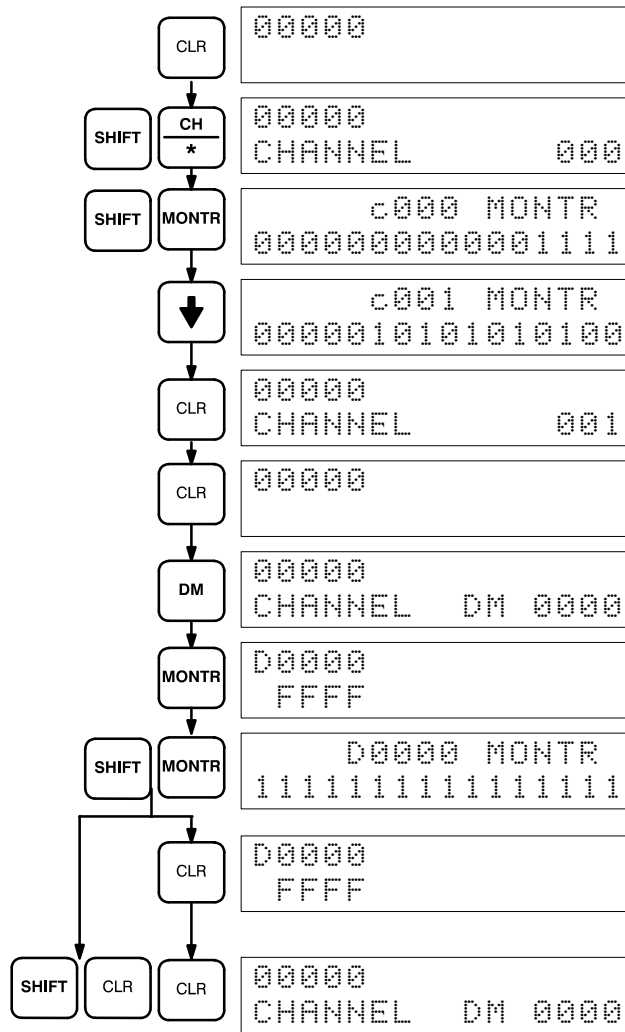 CLR
00000
SHIFT
CH
*
00000
CHANNEL 000
SHIFT
MONTR
c000 MONTR
0000000000001111
c001 MONTR
0000010101010100
CLR
00000
CHANNEL 001
CLR
00000
DM
00000
CHANNEL DM 0000
MONTR
D0000
FFFF
SHIFT
MONTR
D0000 MONTR
1111111111111111
CLR
D0000
FFFF
SHIFT
CLR
CLR
00000
CHANNEL DM 0000